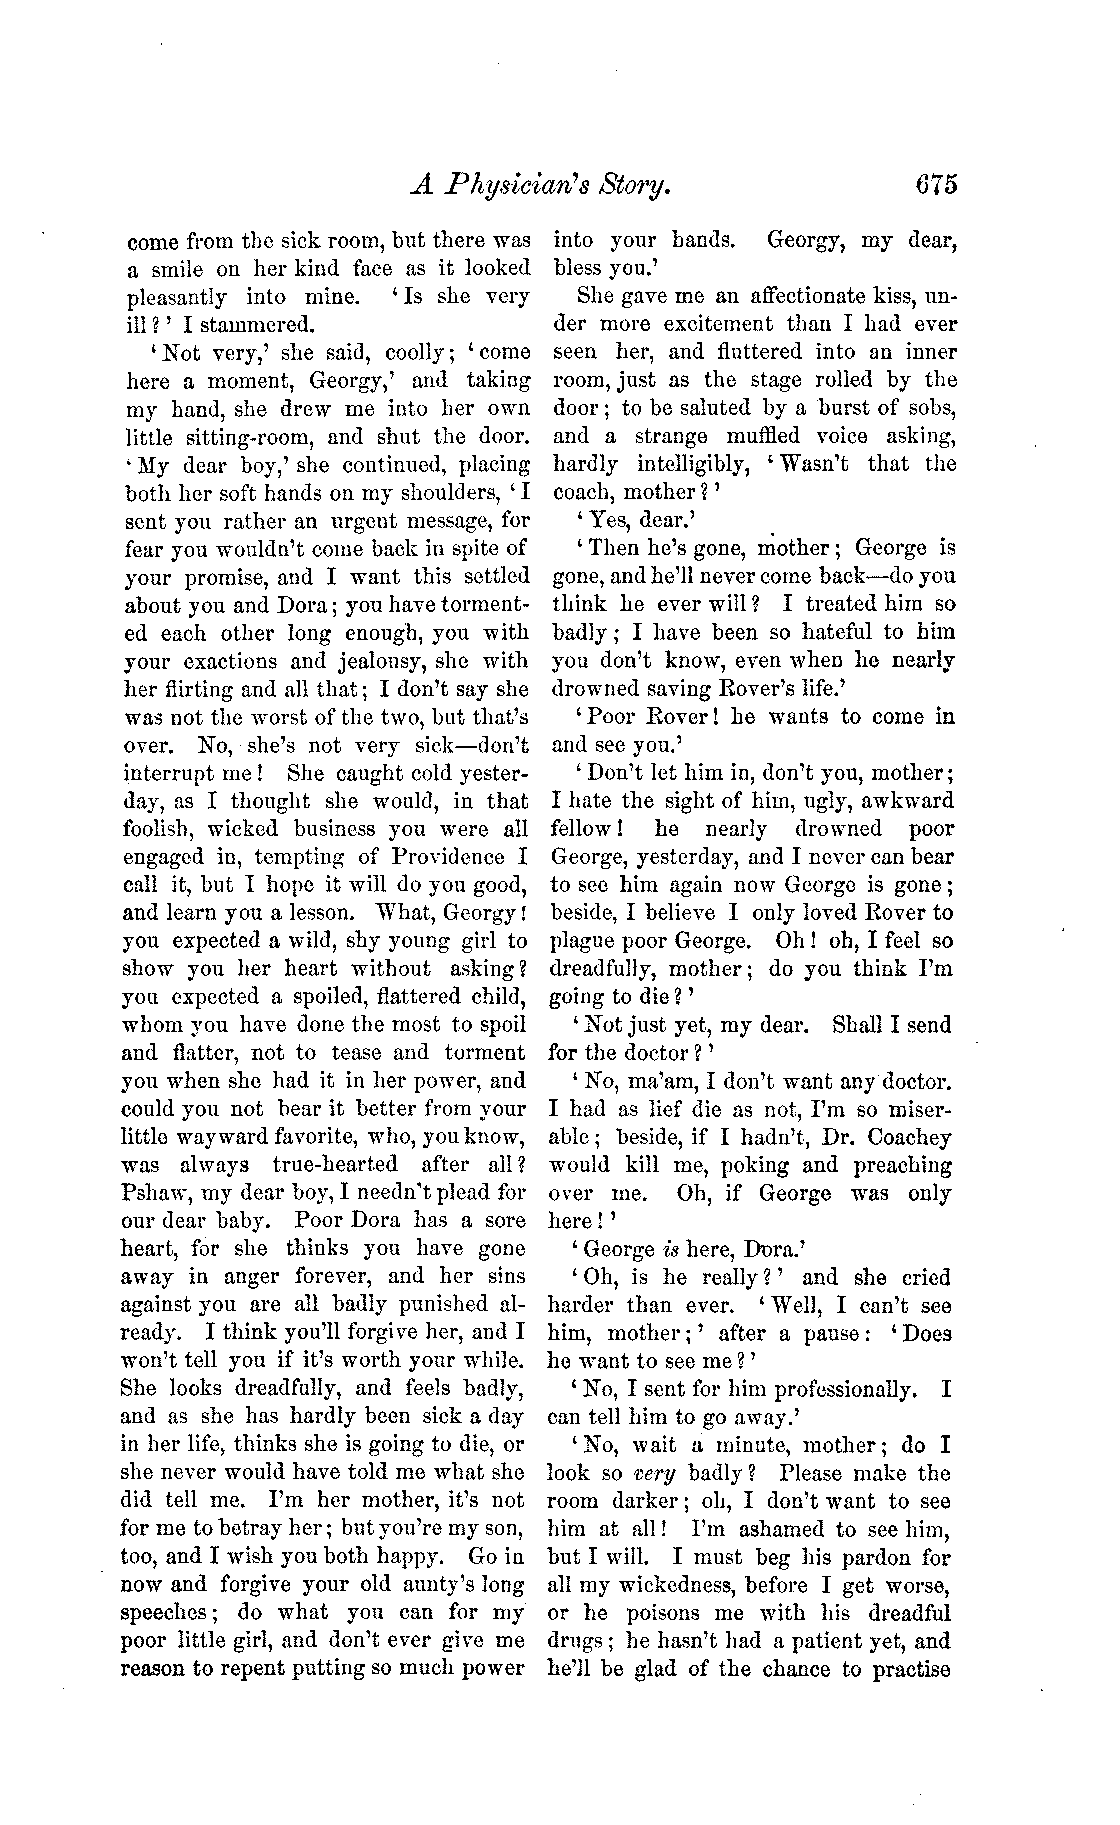 A Physician's Story. 675
come from the sick room, but there was
a smile on her kind face as it looked
pleasantly into mine. 'Is she very
ill?' I stammered.
'Not very,' she said, coolly; 'come
here a moment, Georgy,' and taking
my hand, she drew me into her own
little sitting-room, and shut the door.
'My dear boy,' she continued, placing
both her soft hands on my shoulders, 'I
sent you rather an urgent message, for
fear you wouldn't come back in spite of
your promise, and I want this settled
about you and Dora; you have torment-
ed each other long enough, you with
your exactions and jealousy, she with
her flirting and all that; I don't say she
was not the worst of the two, but that's
over. No, she's not very sick—don't
interrupt me! She caught cold yester-
day, as I thought she would, in that
foolish, wicked business you were all
engaged in, tempting of Providence I
call it, but I hope it will do you good,
and learn you a lesson. What, Georgy!
you expected a wild, shy young girl to
show you her heart without asking?
you expected a spoiled, flattered child,
whom you have done the most to spoil
and flatter, not to tease and torment
you when she had it in her power, and
could you not bear it better from your
little wayward favorite, who, you know,
was always true-hearted after all?
Pshaw, my dear boy, I needn't plead for
our dear baby. Poor Dora has a sore
heart, for she thinks you have gone
away in anger forever, and her sins
against you are all badly punished al-
ready. I think you'll forgive her, and I
won't tell you if it's worth your while.
She looks dreadfully, and feels badly,
and as she has hardly been sick a day
in her life, thinks she is going to die, or
she never would have told me what she
did tell me. I'm her mother, it's not
for me to betray her; but you're my son,
too, and I wish you both happy. Go in
now and forgive your old aunty's long
speeches; do what you can for my
poor little girl, and don't ever give me
reason to repent putting so much power
into your hands. Georgy, my dear,
bless you.'
She gave me an affectionate kiss, un-
der more excitement than I had ever
seen her, and fluttered into an inner
room, just as the stage rolled by the
door; to be saluted by a burst of sobs,
and a strange muffled voice asking,
hardly intelligibly, 'Wasn't that the
coach, mother?'
'Yes, dear.'
'Then he's gone, mother; George is
gone, and he'll never come back—do you
think he ever will? I treated him so
badly; I have been so hateful to him
you don't know, even when he nearly
drowned saving Rover's life.'
'Poor Rover! he wants to come in
and see you.'
'Don't let him in, don't you, mother;
I hate the sight of him, ugly, awkward
fellow! he nearly drowned poor
George, yesterday, and I never can bear
to see him again now George is gone;
beside, I believe I only loved Rover to
plague poor George. Oh! oh, I feel so
dreadfully, mother; do you think I'm
going to die?'
'Not just yet, my dear. Shall I send
for the doctor?'
'No, ma'am, I don't want any doctor.
I had as lief die as not, I'm so miser-
able; beside, if I hadn't, Dr. Coachey
would kill me, poking and preaching
over me. Oh, if George was only
here!'
'George is here, Dora.'
'Oh, is he really?' and she cried
harder than ever. 'Well, I can't see
him, mother;' after a pause: 'Does
he want to see me?'
'No, I sent for him professionally. I
can tell him to go away.'
'No, wait a minute, mother; do I
look so very badly? Please make the
room darker; oh, I don't want to see
him at all! I'm ashamed to see him,
but I will. I must beg his pardon for
all my wickedness, before I get worse,
or he poisons me with his dreadful
drugs; he hasn't had a patient yet, and
he'll be glad of the chance to practise